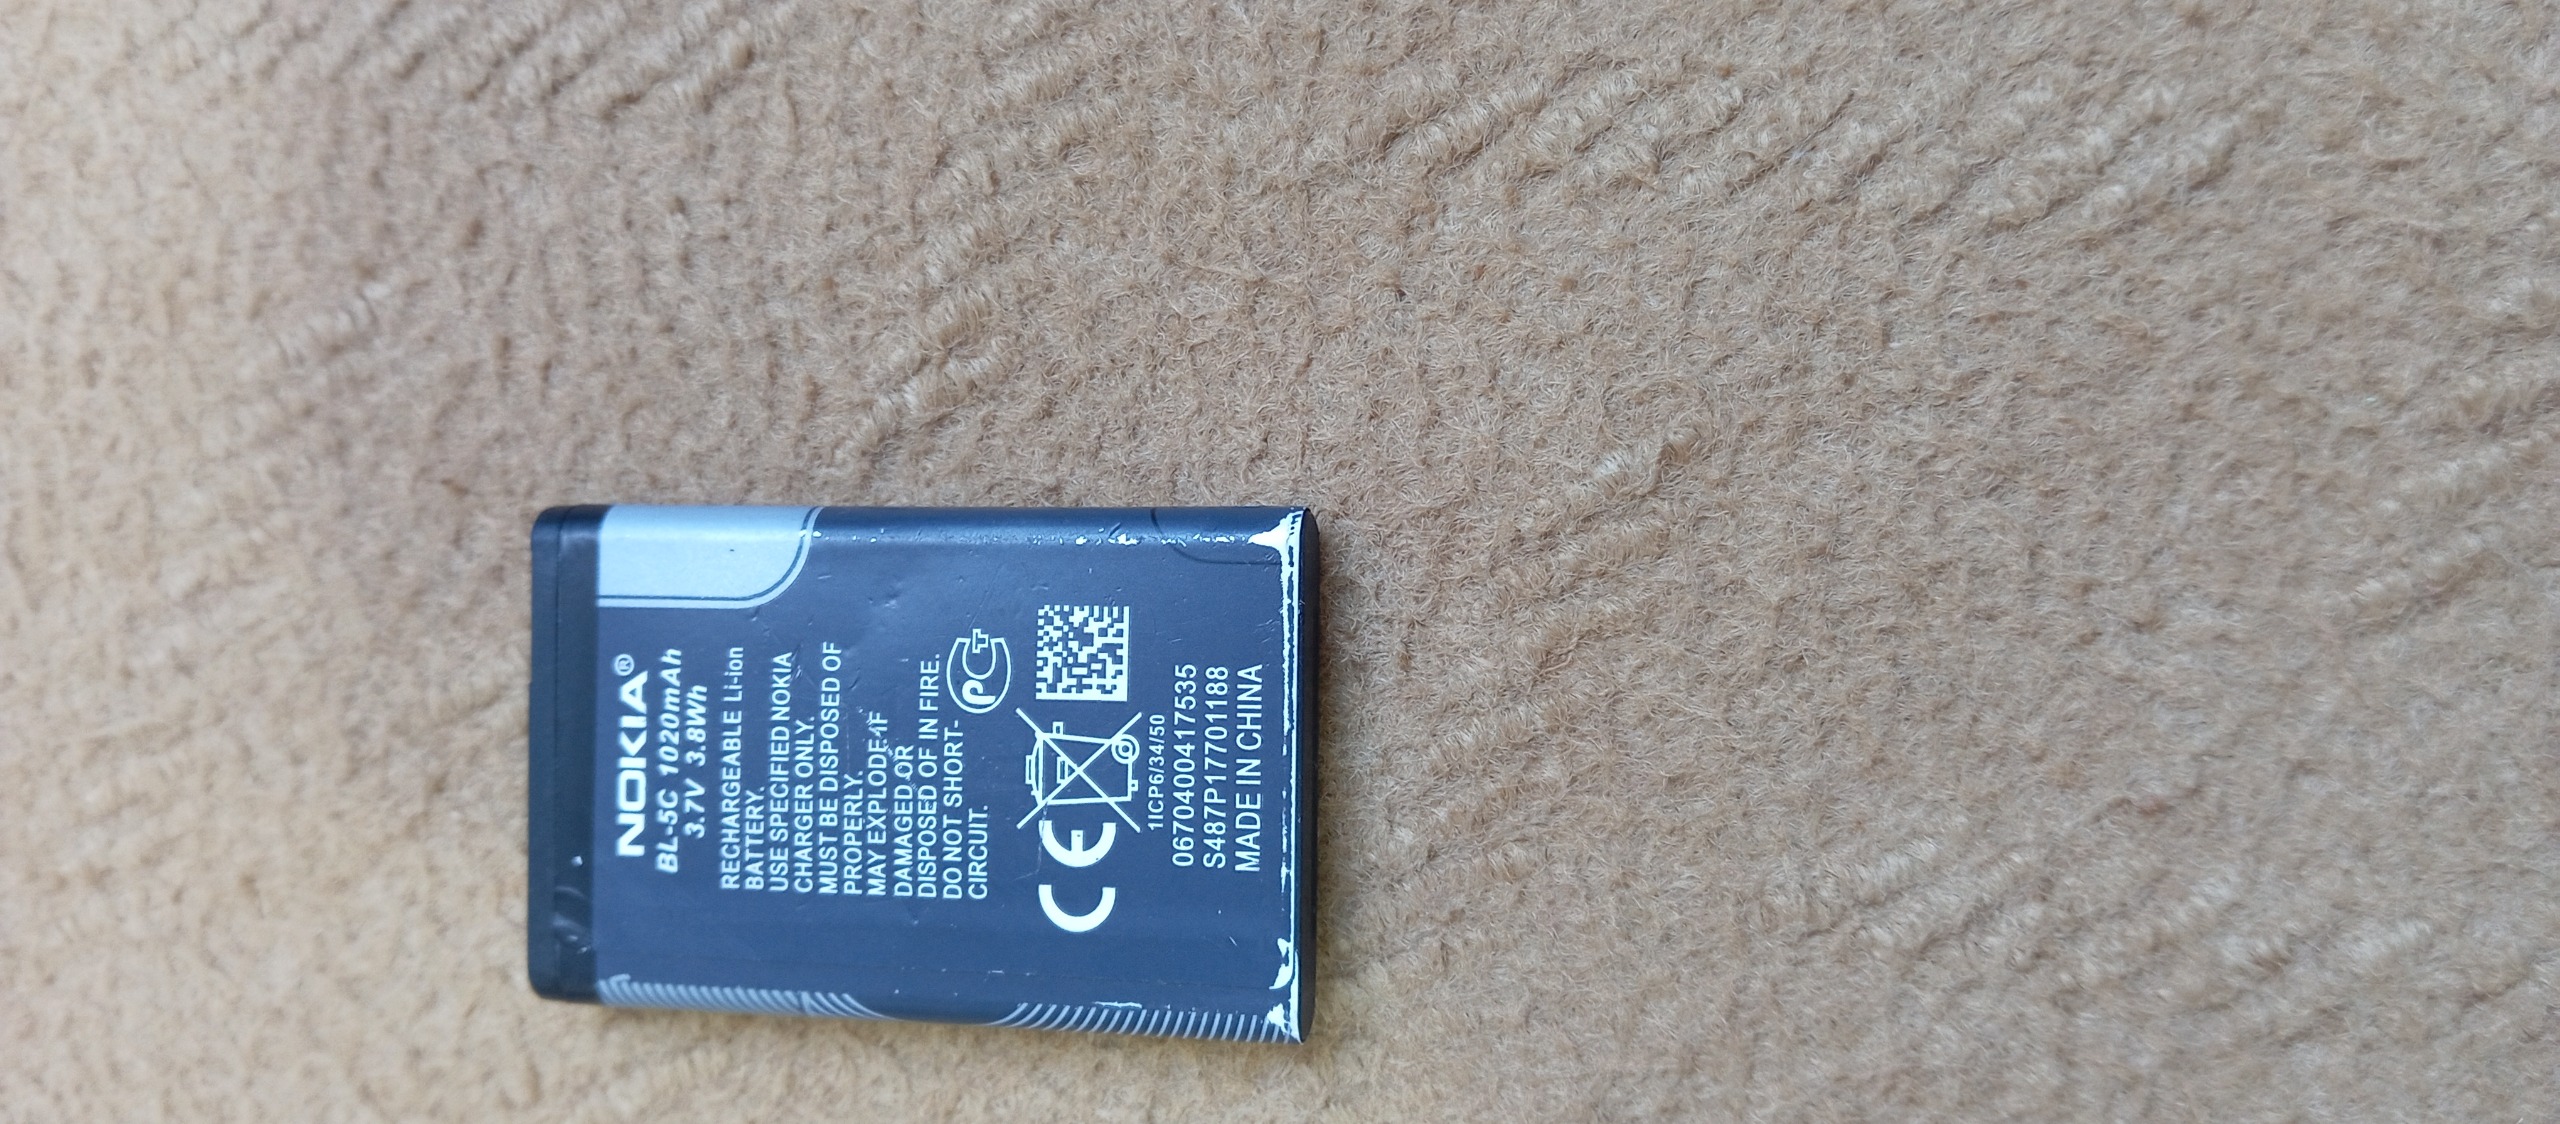 NOKIA®
BL-5C 1020mAh
3.7V 3.8Wh
RECHARGEABLE Li-ion
BATTERY.
USE SPECIFIED NOKIA
CHARGER ONLY.
MUST BE DISPOSED OF
PROPERLY.
MAY EXPLODE IF
DAMAGED OR
DISPOSED OF IN FIRE.
DO NOT SHORT-
CIRCUIT.
PCT
CE
1ICP6/34/50
0670400417535
S487P17701188
MADE IN CHINA